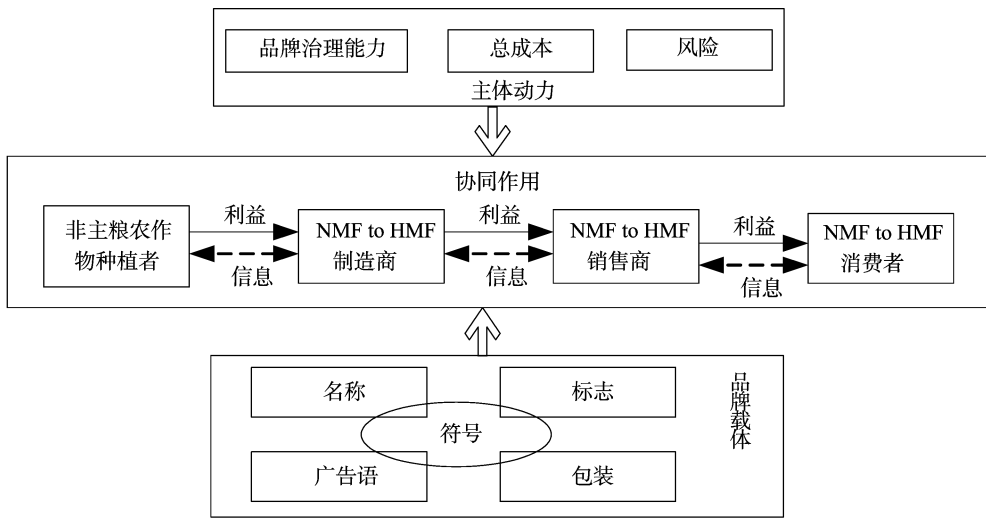 品牌治理能力
总成本
风险
主体动力
协同作用
非主粮农作
物种植者
利益
信息
NMF to HMF
制造商
利益
信息
NMF to HMF
销售商
利益
信息
NMF to HMF
消费者
名称
标志
符号
广告语
包装
品牌载体